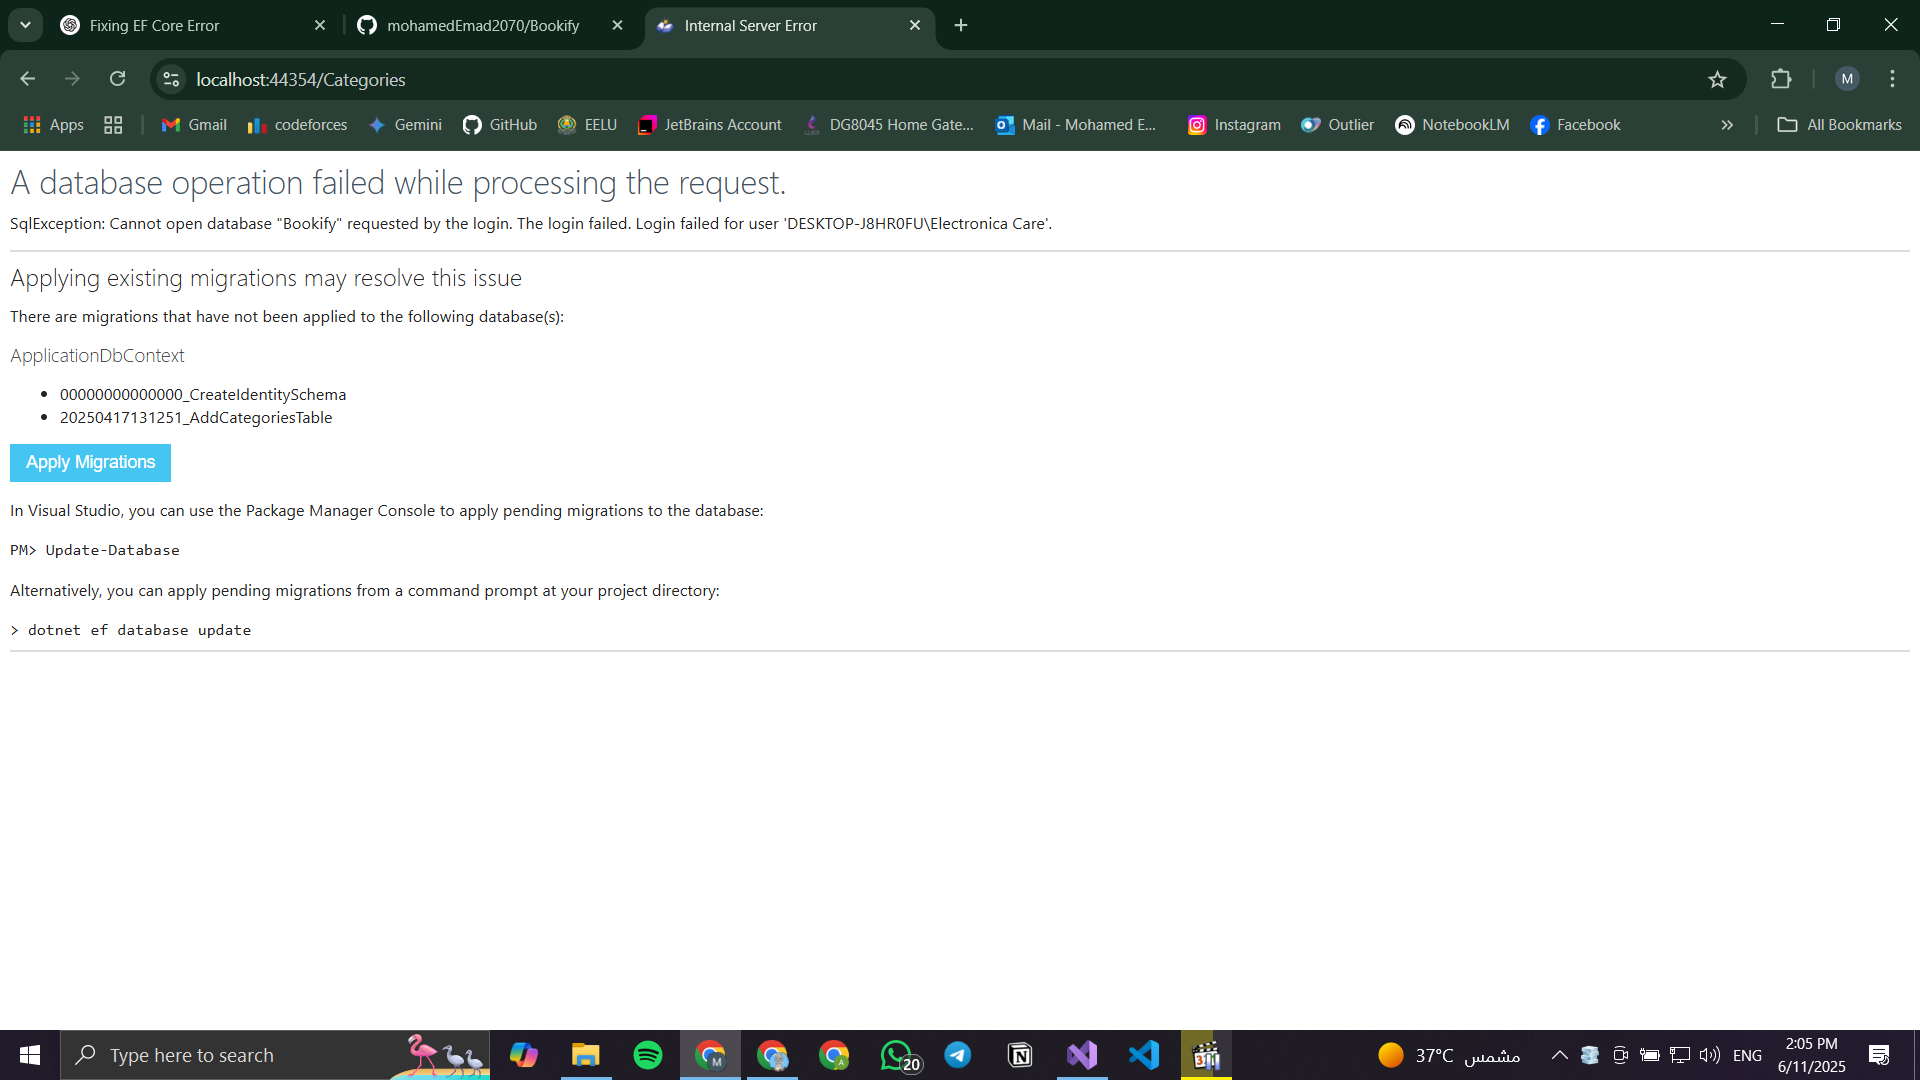 Fixing EF Core Error
mohamedEmad2070/Bookify
Internal Server Error
localhost:44354/Categories
M
Apps
Gmail
codeforces
Gemini
GitHub
EELU
JetBrains Account
DG8045 Home Gate...
Mail - Mohamed E...
Instagram
Outlier
NotebookLM
Facebook
All Bookmarks
A database operation failed while processing the request.
SqlException: Cannot open database "Bookify" requested by the login. The login failed. Login failed for user 'DESKTOP-J8HR0FU\Electronica Care'.
Applying existing migrations may resolve this issue
There are migrations that have not been applied to the following database(s):
ApplicationDbContext
• 00000000000000_CreateIdentitySchema
• 20250417131251_AddCategoriesTable
Apply Migrations
In Visual Studio, you can use the Package Manager Console to apply pending migrations to the database:
PM> Update-Database
Alternatively, you can apply pending migrations from a command prompt at your project directory:
> dotnet ef database update
Type here to search
M
20
37°C مشمس
ENG
2:05 PM
6/11/2025